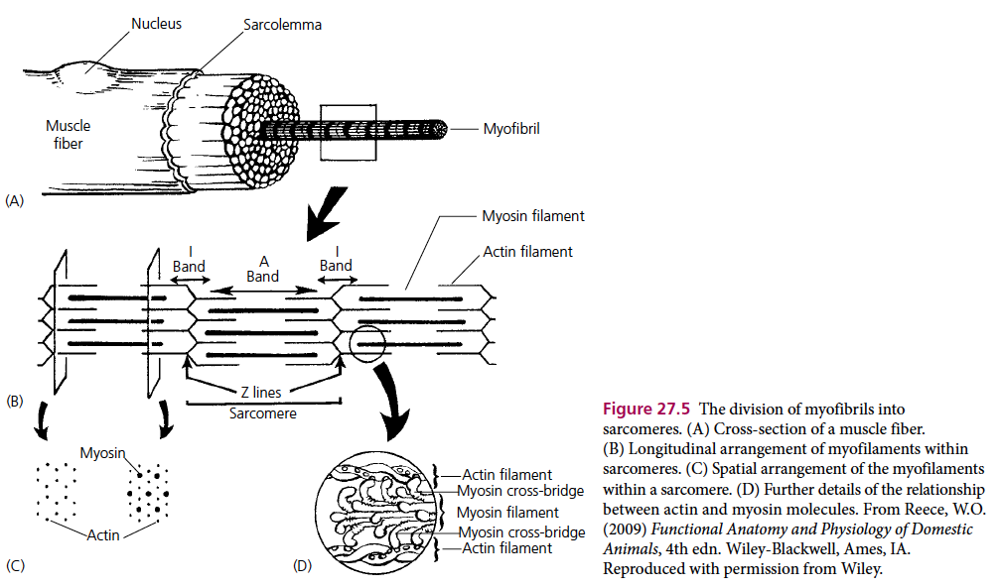 Nucleus
Sarcolemma
Muscle
fiber
Myofibril
(A)
Myosin filament
Actin filament
I
Band
A
Band
I
Band
Z lines
Sarcomere
(B)
Myosin
Actin
(C)
Actin filament
Myosin cross-bridge
Myosin filament
Myosin cross-bridge
Actin filament
(D)
Figure 27.5 The division of myofibrils into
sarcomeres. (A) Cross-section of a muscle fiber.
(B) Longitudinal arrangement of myofilaments within
sarcomeres. (C) Spatial arrangement of the myofilaments
within a sarcomere. (D) Further details of the relationship
between actin and myosin molecules. From Reece, W.O.
(2009) Functional Anatomy and Physiology of Domestic
Animals, 4th edn. Wiley-Blackwell, Ames, IA.
Reproduced with permission from Wiley.